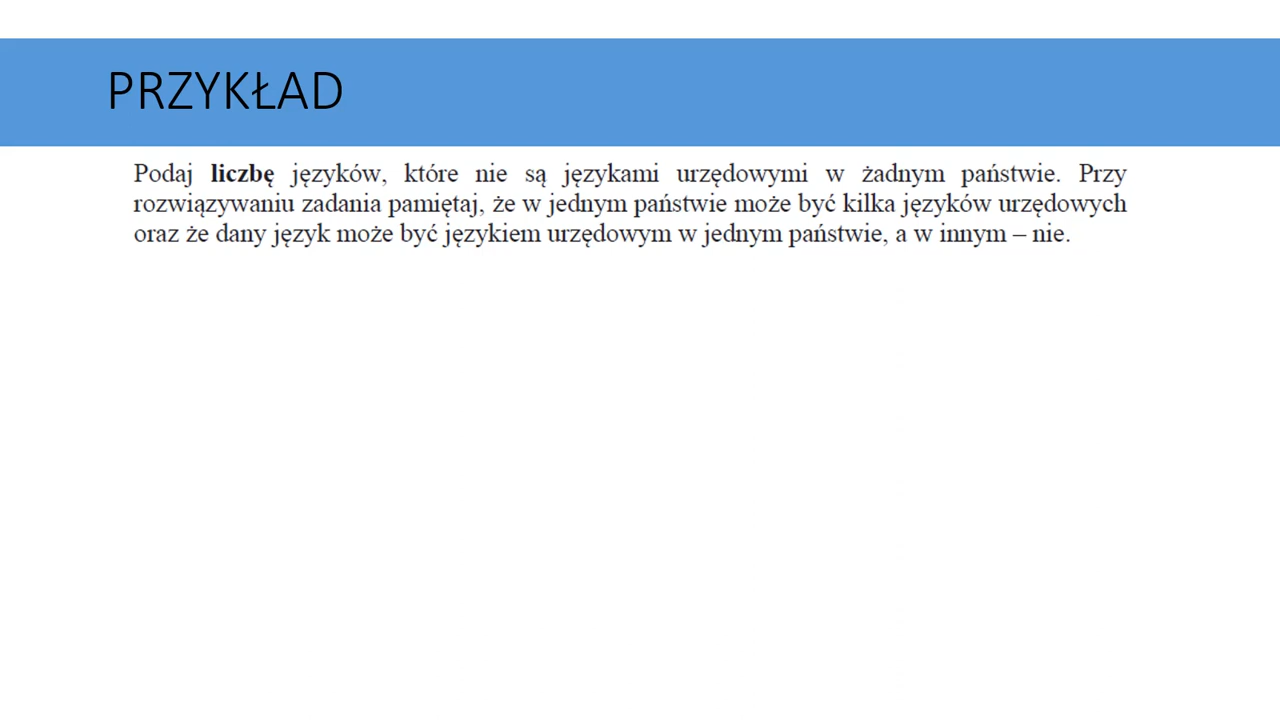 PRZYKŁAD
Podaj liczbę języków, które nie są językami urzędowymi w żadnym państwie. Przy
rozwiązywaniu zadania pamiętaj, że w jednym państwie może być kilka języków urzędowych
oraz że dany język może być językiem urzędowym w jednym państwie, a w innym – nie.